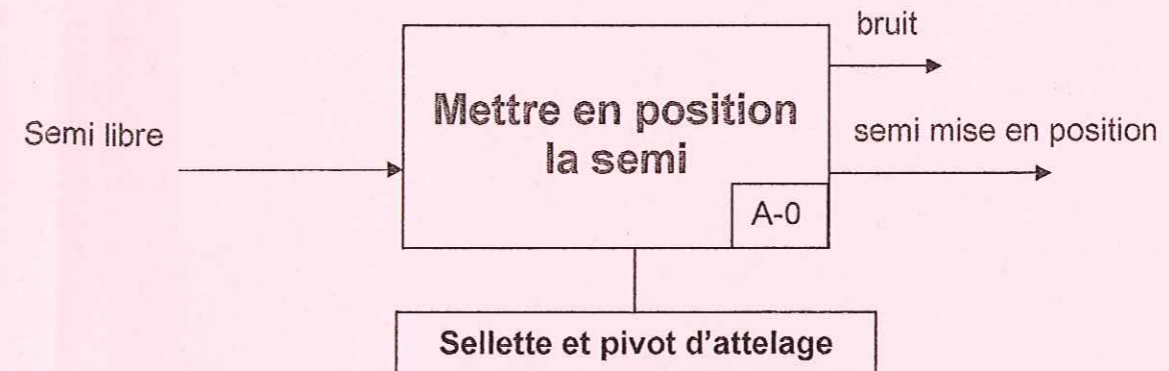 bruit
Mettre en position
la semi
Semi libre
semi mise en position
A-0
Sellette et pivot d'attelage